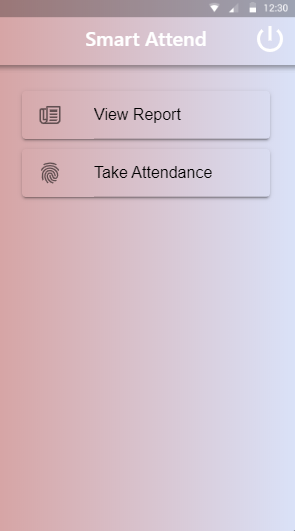 12:30
Smart Attend
View Report
Take Attendance